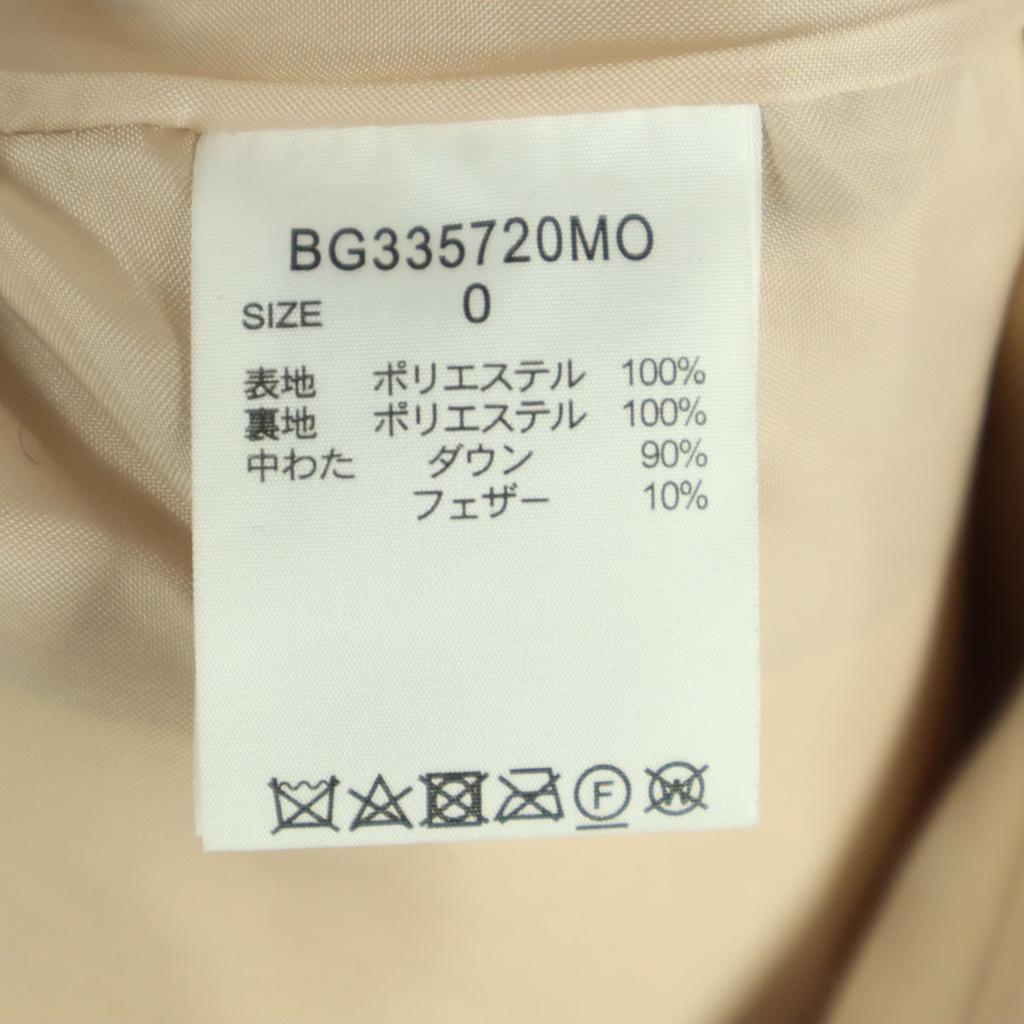 BG335720MO
SIZE 0
表地 ポリエステル 100%
裏地 ポリエステル 100%
中わた ダウン 90%
フェザー 10%
F W